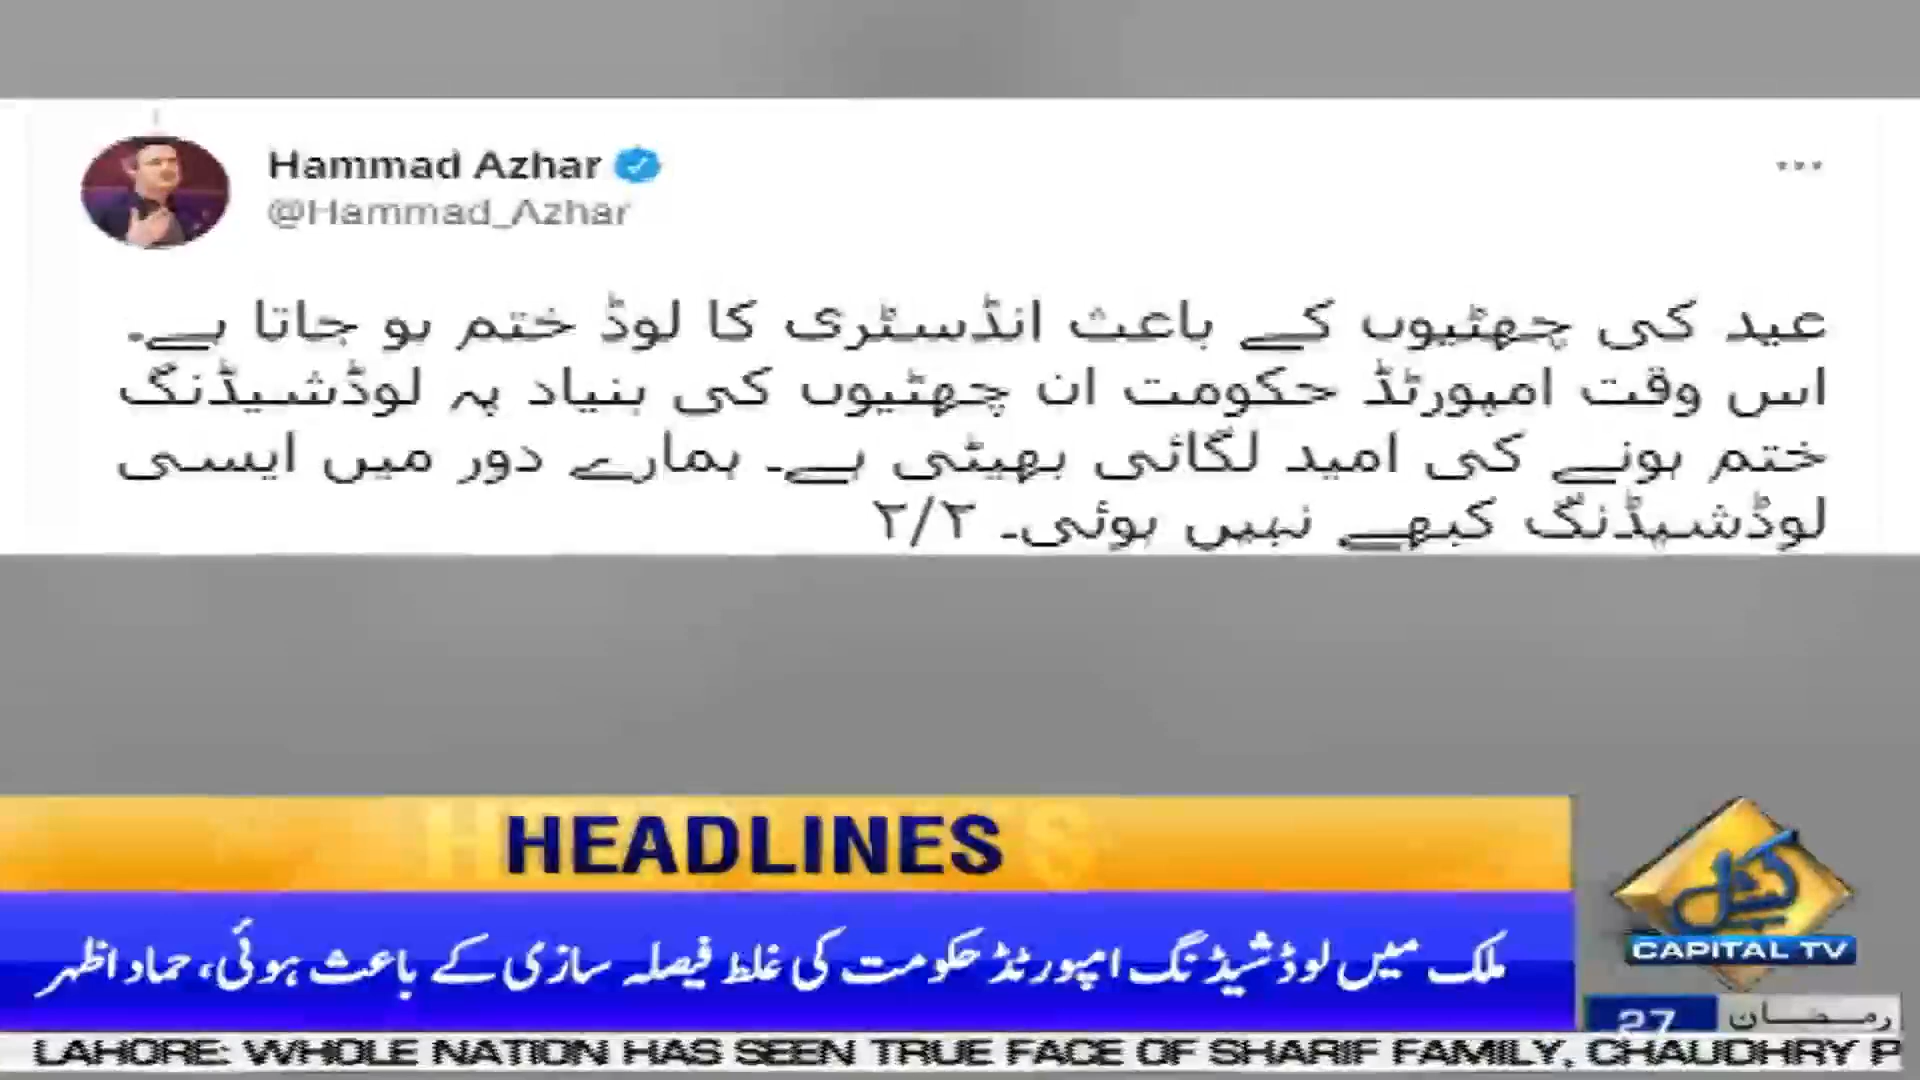 Hammad Azhar
@Hammad_Azhar
عید کی چھٹیوں کے باعث انڈسٹری کا لوڈ ختم ہو جاتا ہے۔
اس وقت امپورٹڈ حکومت ان چھٹیوں کی بنیاد پہ لوڈشیڈنگ
ختم ہونے کی امید لگائی بھیٹی ہے۔ ہمارے دور میں ایسی
لوڈشیڈنگ کبھے نہیں ہوئی۔ ۲/۲
HEADLINES
ملک میں لوڈشیڈنگ امپورٹڈ حکومت کی غلط فیصلہ سازی کے باعث ہوئی، حماد اظہر
کیپٹل
CAPITAL TV
27 رمضان
LAHORE: WHOLE NATION HAS SEEN TRUE FACE OF SHARIF FAMILY, CHAUDHRY P